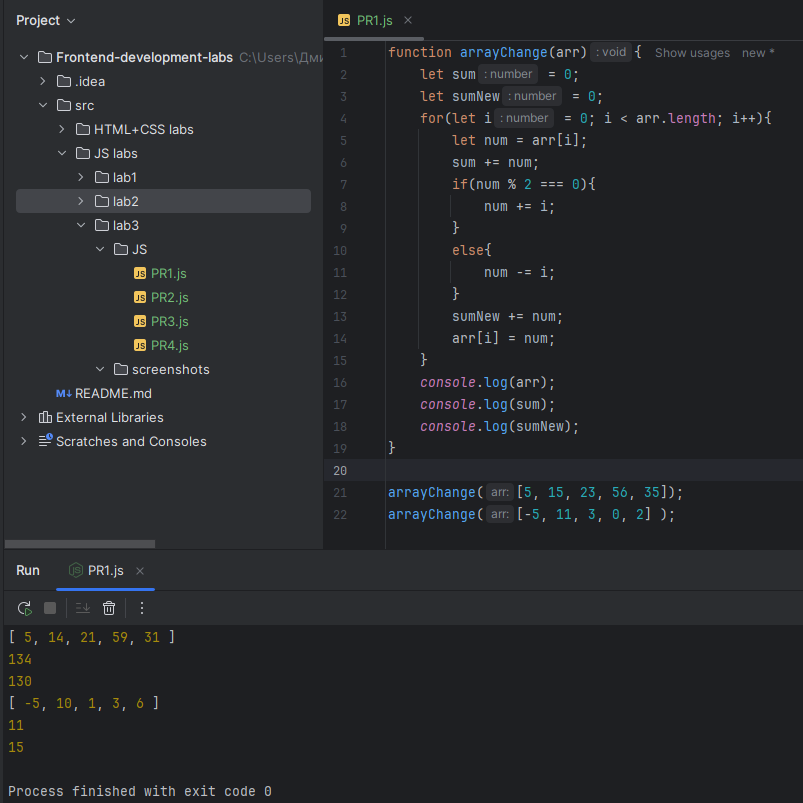 Project
PR1.js
Frontend-development-labs C:\Users\Дми
.idea
src
HTML+CSS labs
JS labs
lab1
lab2
lab3
JS
PR1.js
PR2.js
PR3.js
PR4.js
screenshots
README.md
External Libraries
Scratches and Consoles
1 function arrayChange(arr) : void { Show usages new *
2 let sum : number = 0;
3 let sumNew : number = 0;
4 for(let i : number = 0; i < arr.length; i++){
5 let num = arr[i];
6 sum += num;
7 if(num % 2 === 0){
8 num += i;
9 }
10 else{
11 num -= i;
12 }
13 sumNew += num;
14 arr[i] = num;
15 }
16 console.log(arr);
17 console.log(sum);
18 console.log(sumNew);
19 }
20
21 arrayChange( arr: [5, 15, 23, 56, 35]);
22 arrayChange( arr: [-5, 11, 3, 0, 2] );
Run PR1.js
[ 5, 14, 21, 59, 31 ]
134
130
[ -5, 10, 1, 3, 6 ]
11
15
Process finished with exit code 0